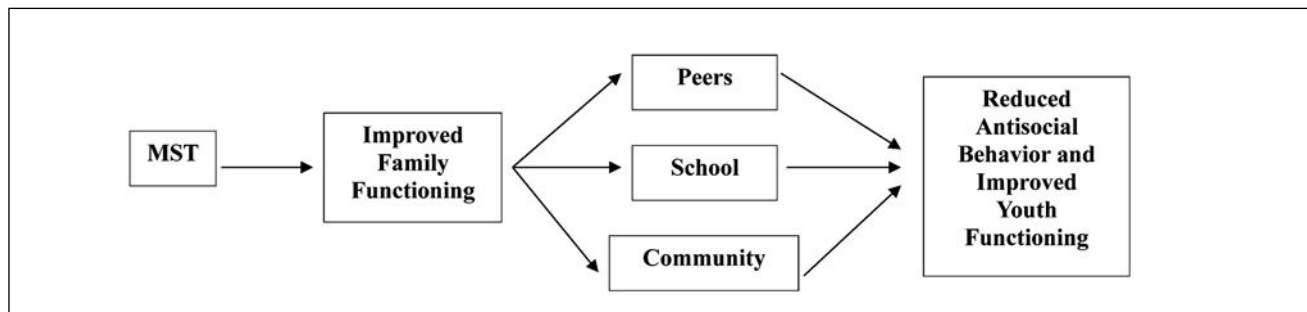 MST
Improved
Family
Functioning
Peers
School
Community
Reduced
Antisocial
Behavior and
Improved
Youth
Functioning